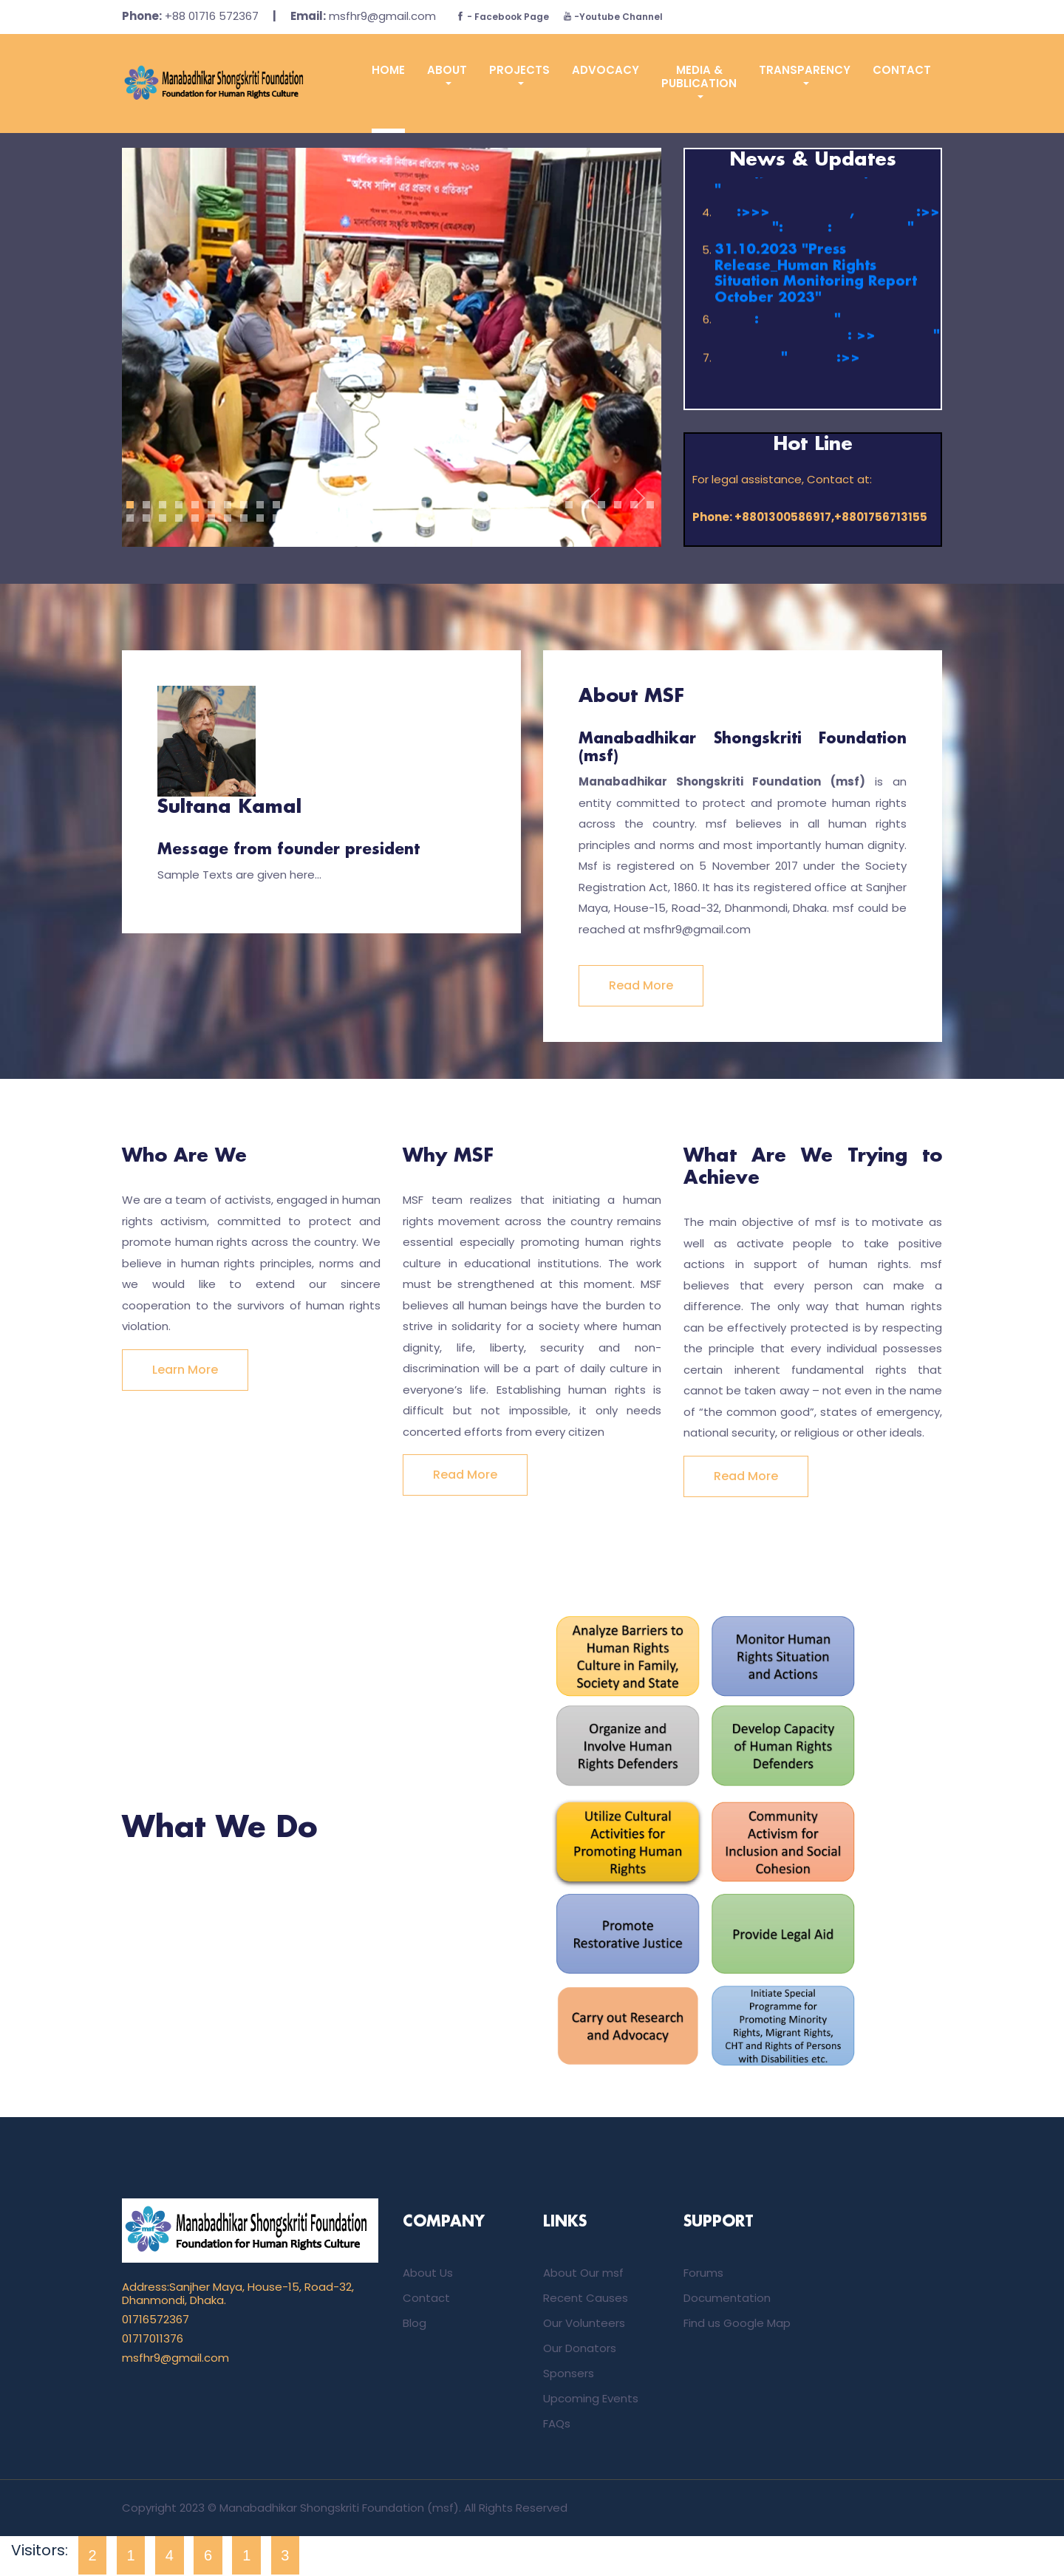 Phone: +88 01716 572367 | Email: msfhr9@gmail.com - Facebook Page -Youtube Channel
Manabadhikar Shongskriti Foundation
Foundation for Human Rights Culture
HOME ABOUT PROJECTS ADVOCACY MEDIA & PUBLICATION TRANSPARENCY CONTACT
আন্তর্জাতিক নারী নির্যাতন প্রতিরোধ পক্ষ ২০২৩
"অবৈধ সালিশ এর প্রভাব ও প্রতিকার"
মানবাধিকার সংস্কৃতি ফাউন্ডেশন (এমএসএফ)
News & Updates
"
4. :>>> , :>>
": : "
5. 31.10.2023 "Press
Release_Human Rights
Situation Monitoring Report
October 2023"
6. : "
: >> "
7. " :>>
Hot Line
For legal assistance, Contact at:
Phone: +8801300586917,+8801756713155
Sultana Kamal
Message from founder president
Sample Texts are given here...
About MSF
Manabadhikar Shongskriti Foundation
(msf)
Manabadhikar Shongskriti Foundation (msf) is an
entity committed to protect and promote human rights
across the country. msf believes in all human rights
principles and norms and most importantly human dignity.
Msf is registered on 5 November 2017 under the Society
Registration Act, 1860. It has its registered office at Sanjher
Maya, House-15, Road-32, Dhanmondi, Dhaka. msf could be
reached at msfhr9@gmail.com
Read More
Who Are We
We are a team of activists, engaged in human
rights activism, committed to protect and
promote human rights across the country. We
believe in human rights principles, norms and
we would like to extend our sincere
cooperation to the survivors of human rights
violation.
Learn More
Why MSF
MSF team realizes that initiating a human
rights movement across the country remains
essential especially promoting human rights
culture in educational institutions. The work
must be strengthened at this moment. MSF
believes all human beings have the burden to
strive in solidarity for a society where human
dignity, life, liberty, security and non-
discrimination will be a part of daily culture in
everyone's life. Establishing human rights is
difficult but not impossible, it only needs
concerted efforts from every citizen
Read More
What Are We Trying to
Achieve
The main objective of msf is to motivate as
well as activate people to take positive
actions in support of human rights. msf
believes that every person can make a
difference. The only way that human rights
can be effectively protected is by respecting
the principle that every individual possesses
certain inherent fundamental rights that
cannot be taken away – not even in the name
of “the common good”, states of emergency,
national security, or religious or other ideals.
Read More
What We Do
Analyze Barriers to
Human Rights
Culture in Family,
Society and State
Monitor Human
Rights Situation
and Actions
Organize and
Involve Human
Rights Defenders
Develop Capacity
of Human Rights
Defenders
Utilize Cultural
Activities for
Promoting Human
Rights
Community
Activism for
Inclusion and Social
Cohesion
Promote
Restorative Justice
Provide Legal Aid
Carry out Research
and Advocacy
Initiate Special
Programme for
Promoting Minority
Rights, Migrant Rights,
CHT and Rights of Persons
with Disabilities etc.
Manabadhikar Shongskriti Foundation
Foundation for Human Rights Culture
Address:Sanjher Maya, House-15, Road-32,
Dhanmondi, Dhaka.
01716572367
01717011376
msfhr9@gmail.com
COMPANY
About Us
Contact
Blog
LINKS
About Our msf
Recent Causes
Our Volunteers
Our Donators
Sponsers
Upcoming Events
FAQs
SUPPORT
Forums
Documentation
Find us Google Map
Copyright 2023 © Manabadhikar Shongskriti Foundation (msf). All Rights Reserved
Visitors: 2 1 4 6 1 3